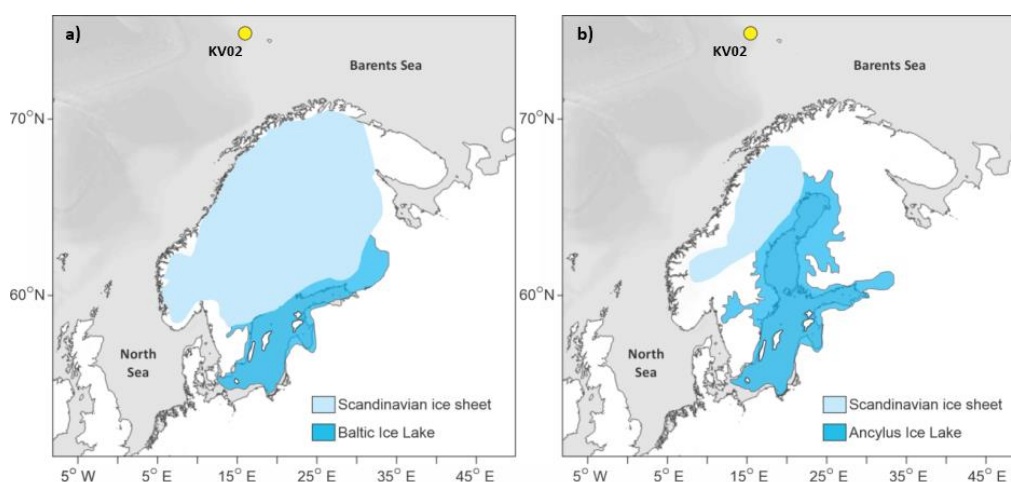 a)
KV02
Barents Sea
70°N
60°N
North
Sea
Scandinavian ice sheet
Baltic Ice Lake
5° W
5° E
15° E
25° E
35° E
45° E
b)
KV02
Barents Sea
70°N
60°N
North
Sea
Scandinavian ice sheet
Ancylus Ice Lake
5° W
5° E
15° E
25° E
35° E
45° E